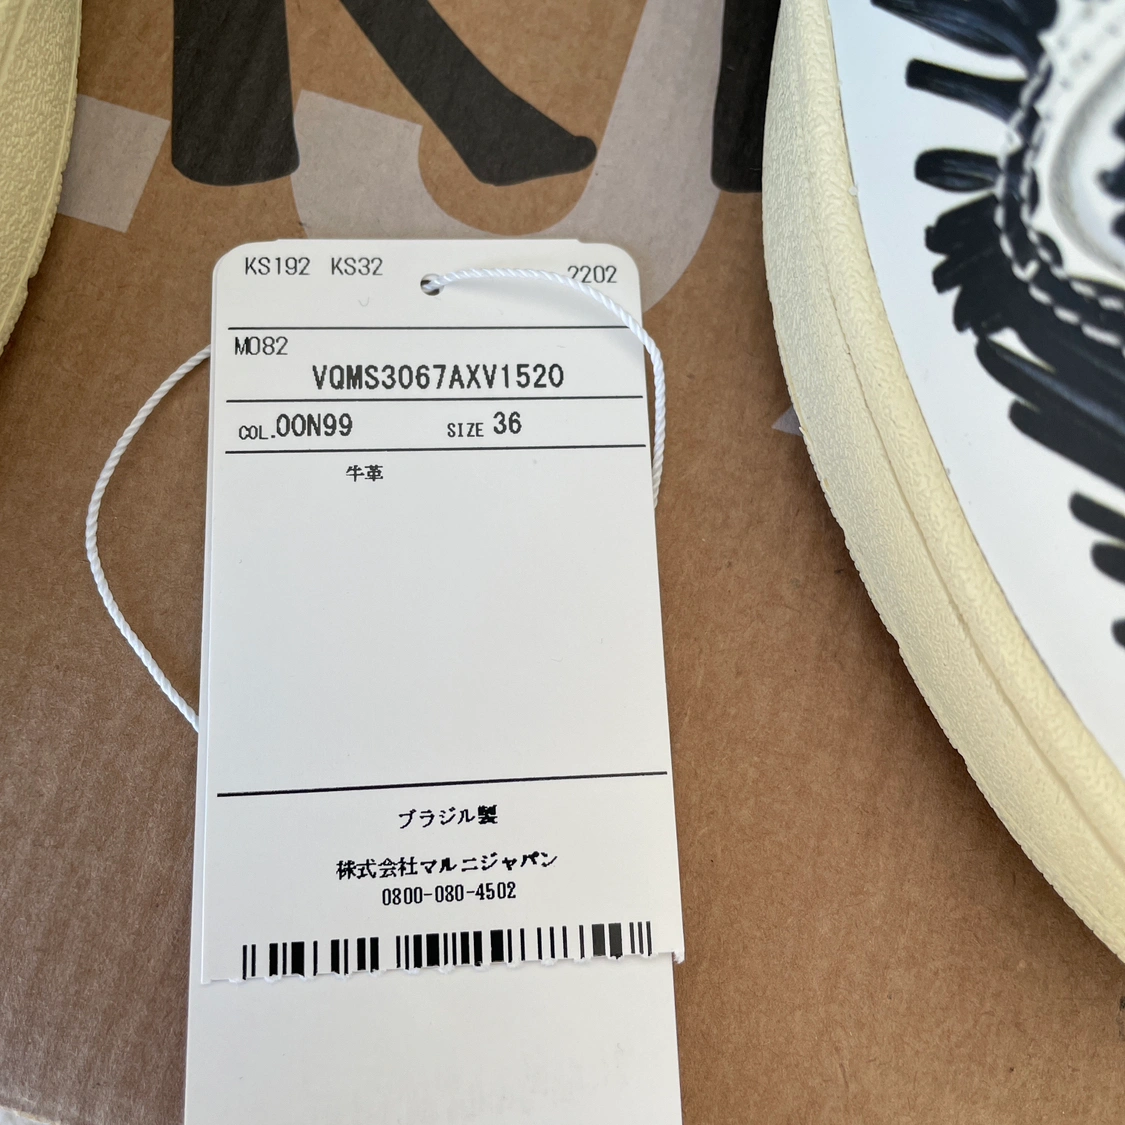 KS192 KS32 2202
M082
VQMS3067AXV1520
COL.00N99 SIZE 36
牛革
ブラジル製
株式会社マルニジャパン
0800-080-4502